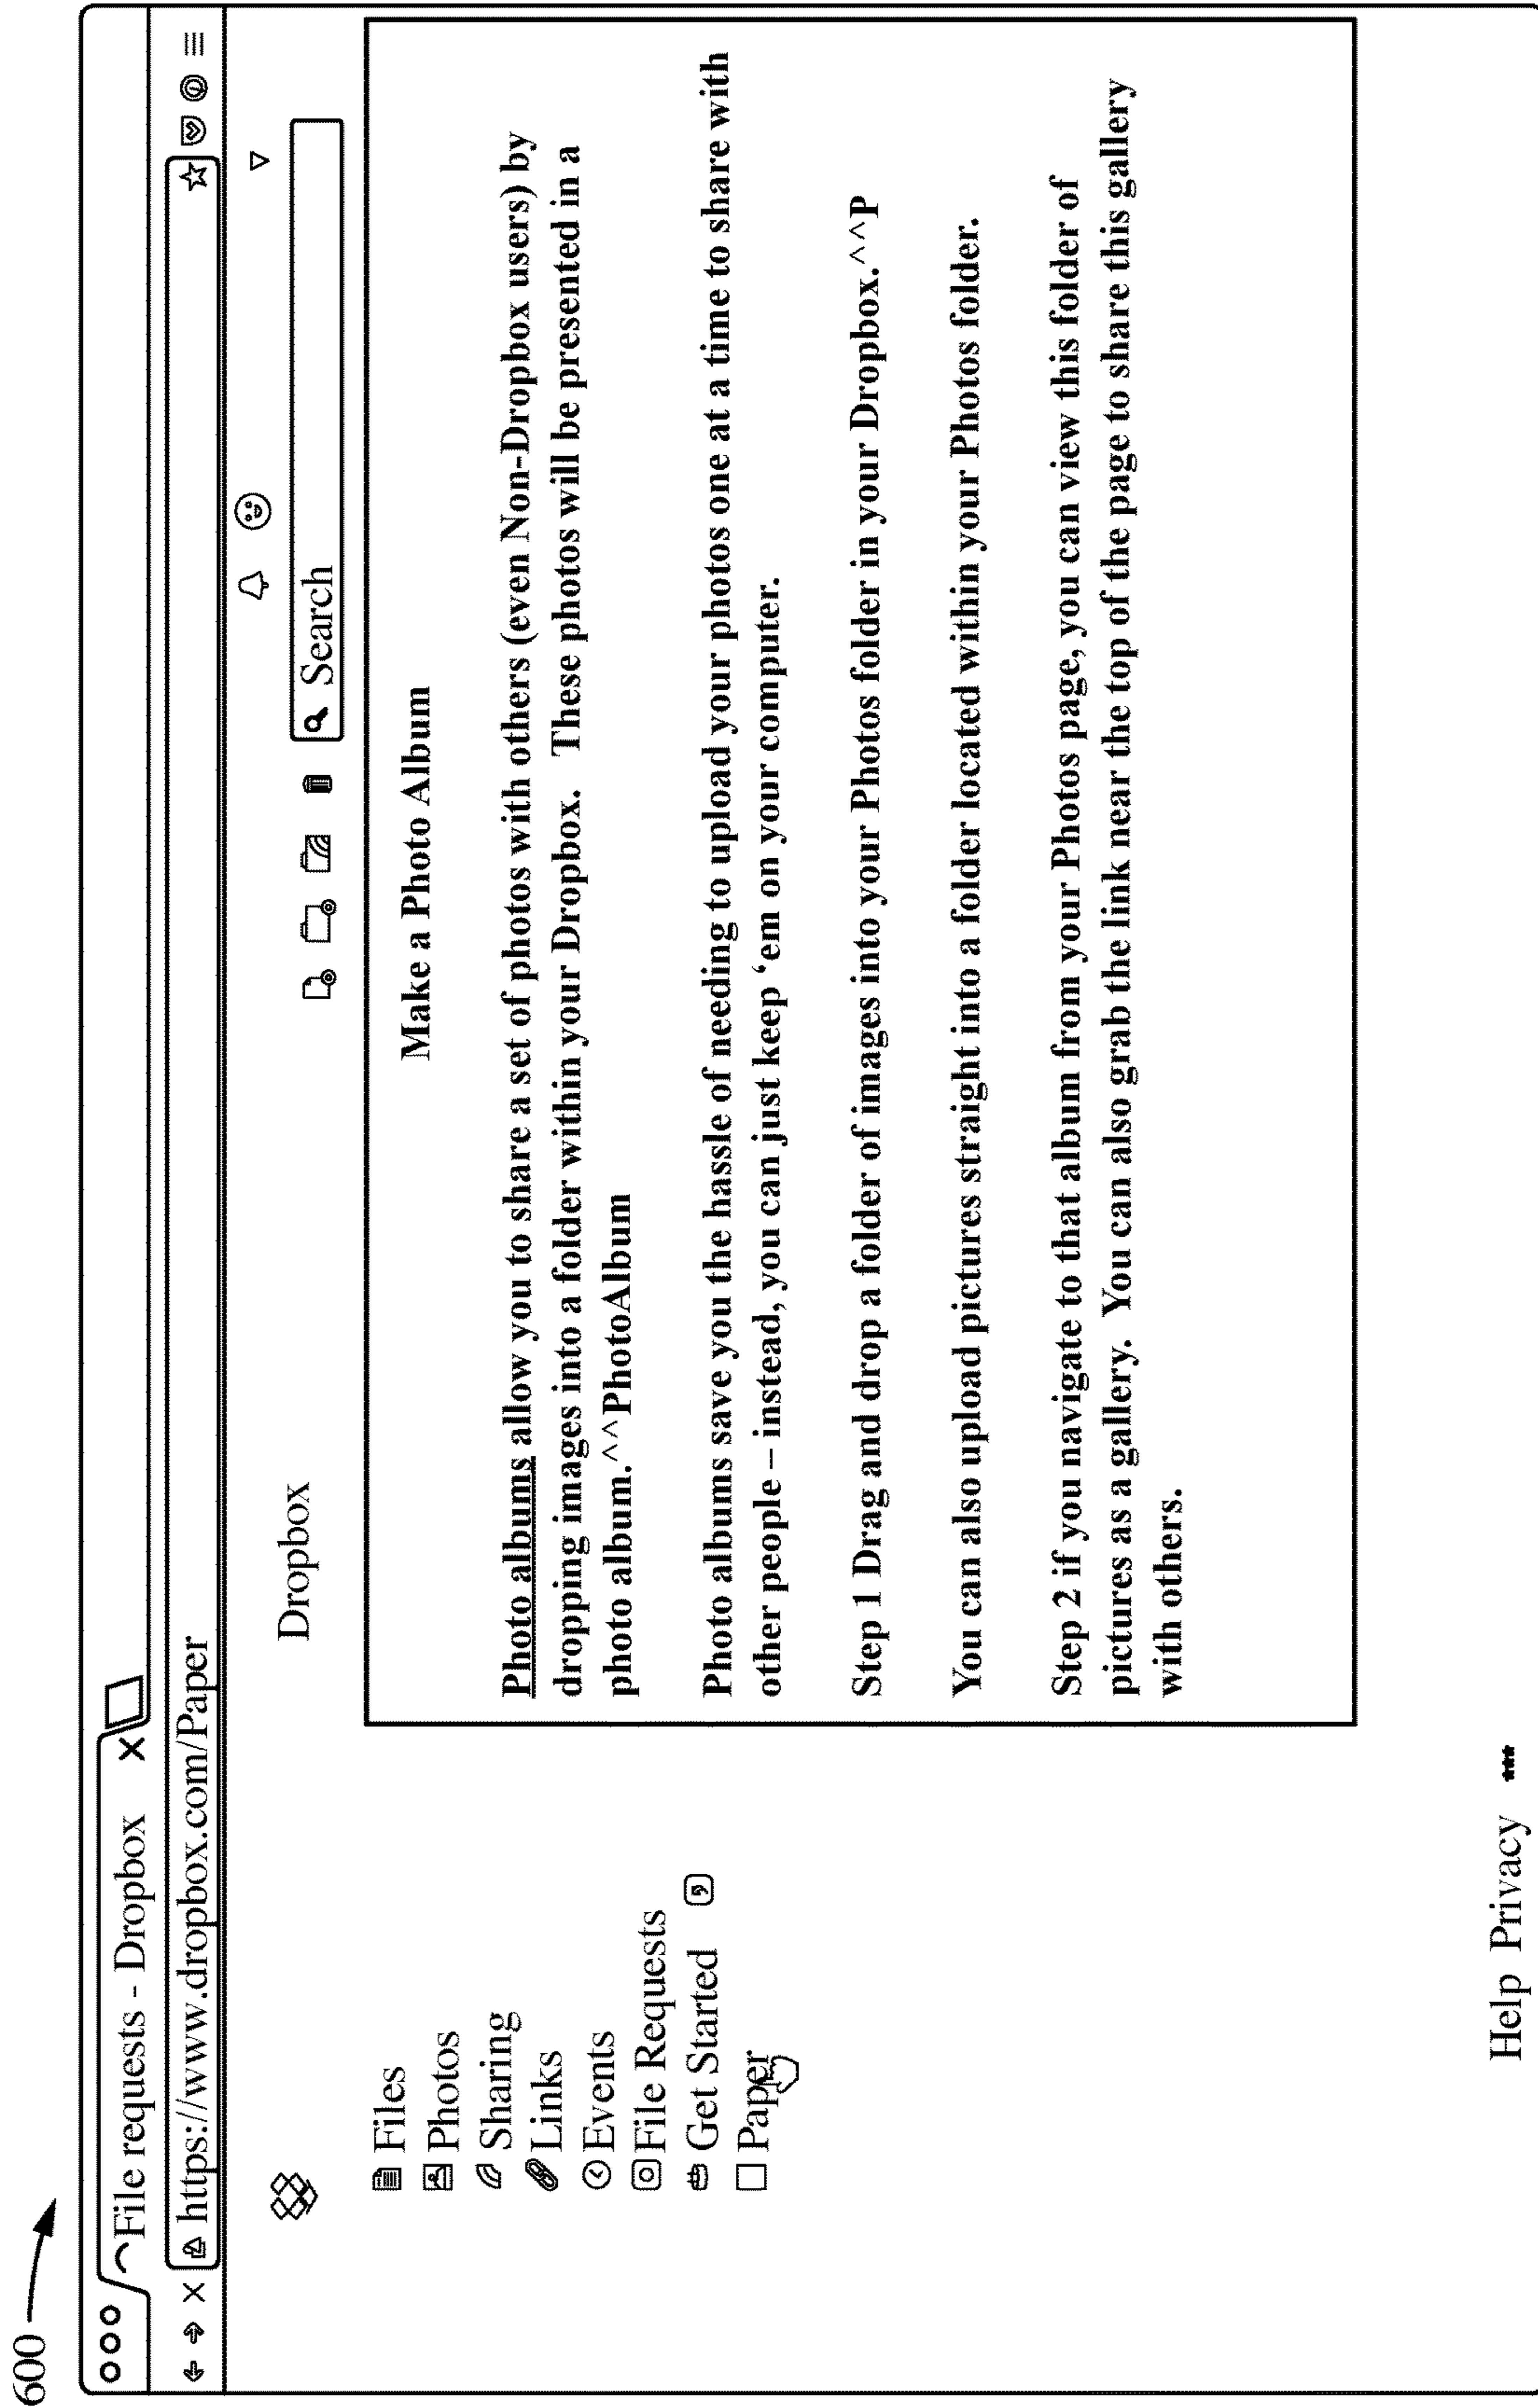 600
File requests - Dropbox X
https://www.dropbox.com/Paper
Dropbox
Search
Files
Photos
Sharing
Links
Events
File Requests
Get Started
Paper
Make a Photo Album
Photo albums allow you to share a set of photos with others (even Non-Dropbox users) by
dropping images into a folder within your Dropbox. These photos will be presented in a
photo album.^^PhotoAlbum
Photo albums save you the hassle of needing to upload your photos one at a time to share with
other people – instead, you can just keep ‘em on your computer.
Step 1 Drag and drop a folder of images into your Photos folder in your Dropbox.^^P
You can also upload pictures straight into a folder located within your Photos folder.
Step 2 if you navigate to that album from your Photos page, you can view this folder of
pictures as a gallery. You can also grab the link near the top of the page to share this gallery
with others.
Help Privacy